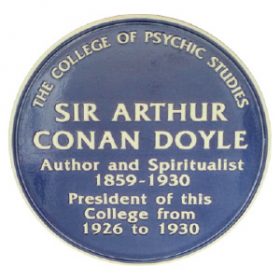 THE COLLEGE OF PSYCHIC STUDIES
SIR ARTHUR
CONAN DOYLE
Author and Spiritualist
1859-1930
President of this
College from
1926 to 1930